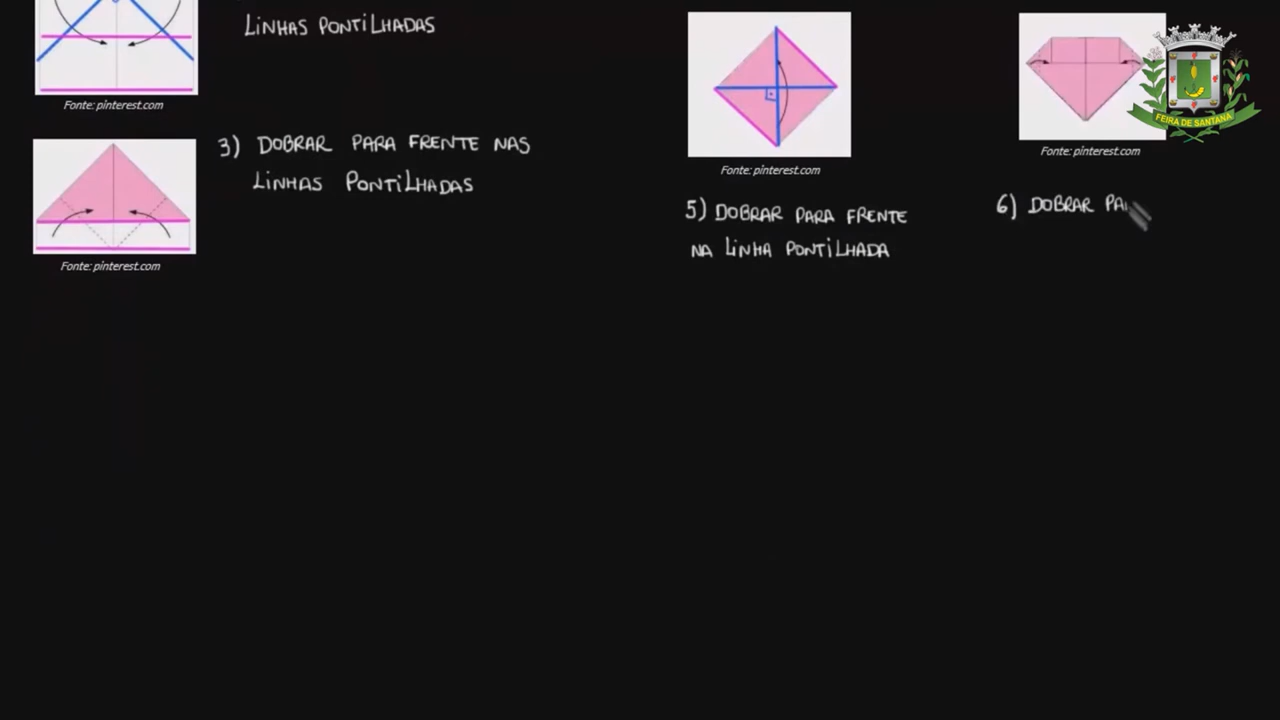 LINHAS PONTILHADAS
Fonte: pinterest.com
3) DOBRAR PARA FRENTE NAS
LINHAS PONTILHADAS
Fonte: pinterest.com
Fonte: pinterest.com
5) DOBRAR PARA FRENTE
NA LINHA PONTILHADA
FEIRA DE SANTANA
Fonte: pinterest.com
6) DOBRAR